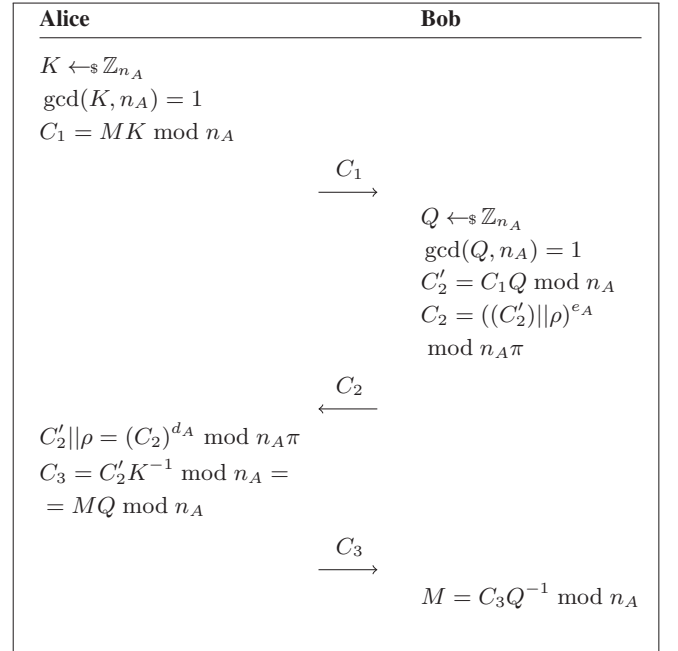 Alice Bob
K ←$ ℤ_{n_A}
gcd(K, n_A) = 1
C_1 = MK mod n_A
C_1
Q ←$ ℤ_{n_A}
gcd(Q, n_A) = 1
C′_2 = C_1Q mod n_A
C_2 = ((C′_2)||ρ)^{e_A}
mod n_Aπ
C_2
C′_2||ρ = (C_2)^{d_A} mod n_Aπ
C_3 = C′_2K^{−1} mod n_A =
= MQ mod n_A
C_3
M = C_3Q^{−1} mod n_A